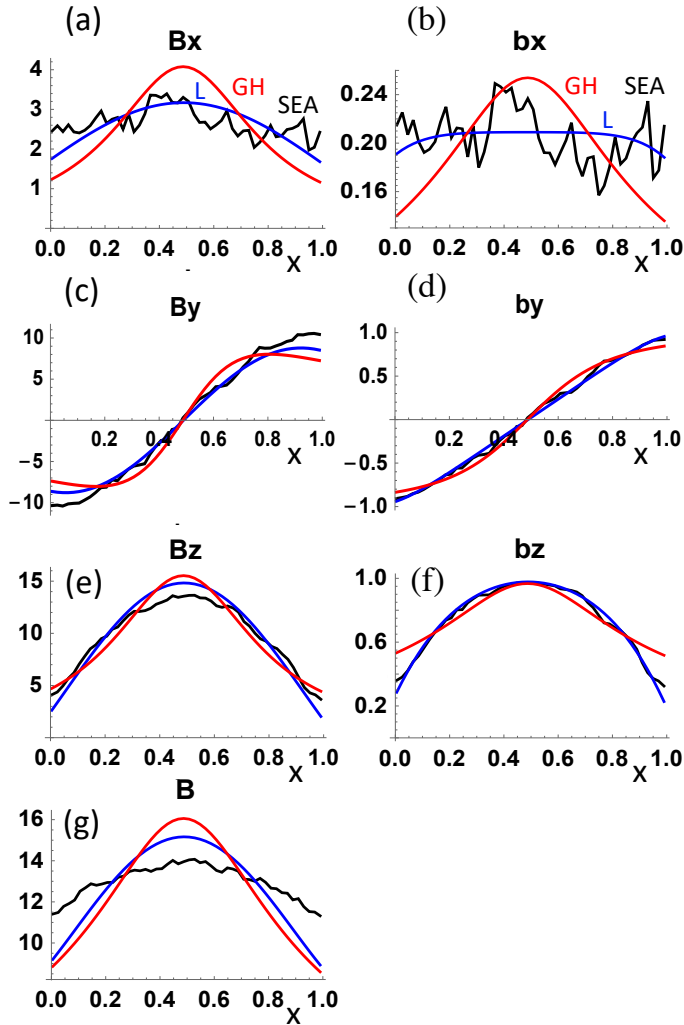 (a) Bx
4
3
2
1
L GH SEA
0.0 0.2 0.4 0.6 0.8 1.0
X
(b) bx
0.24
0.20
0.16
GH SEA L
0.0 0.2 0.4 0.6 0.8 1.0
X
(c) By
10
5
−5
−10
0.2 0.4 0.6 0.8 1.0
X
(d) by
1.0
0.5
−0.5
−1.0
0.2 0.4 0.6 0.8 1.0
X
(e) Bz
15
10
5
0.0 0.2 0.4 0.6 0.8 1.0
X
(f) bz
1.0
0.6
0.2
0.0 0.2 0.4 0.6 0.8 1.0
X
(g) B
16
14
12
10
0.0 0.2 0.4 0.6 0.8 1.0
X